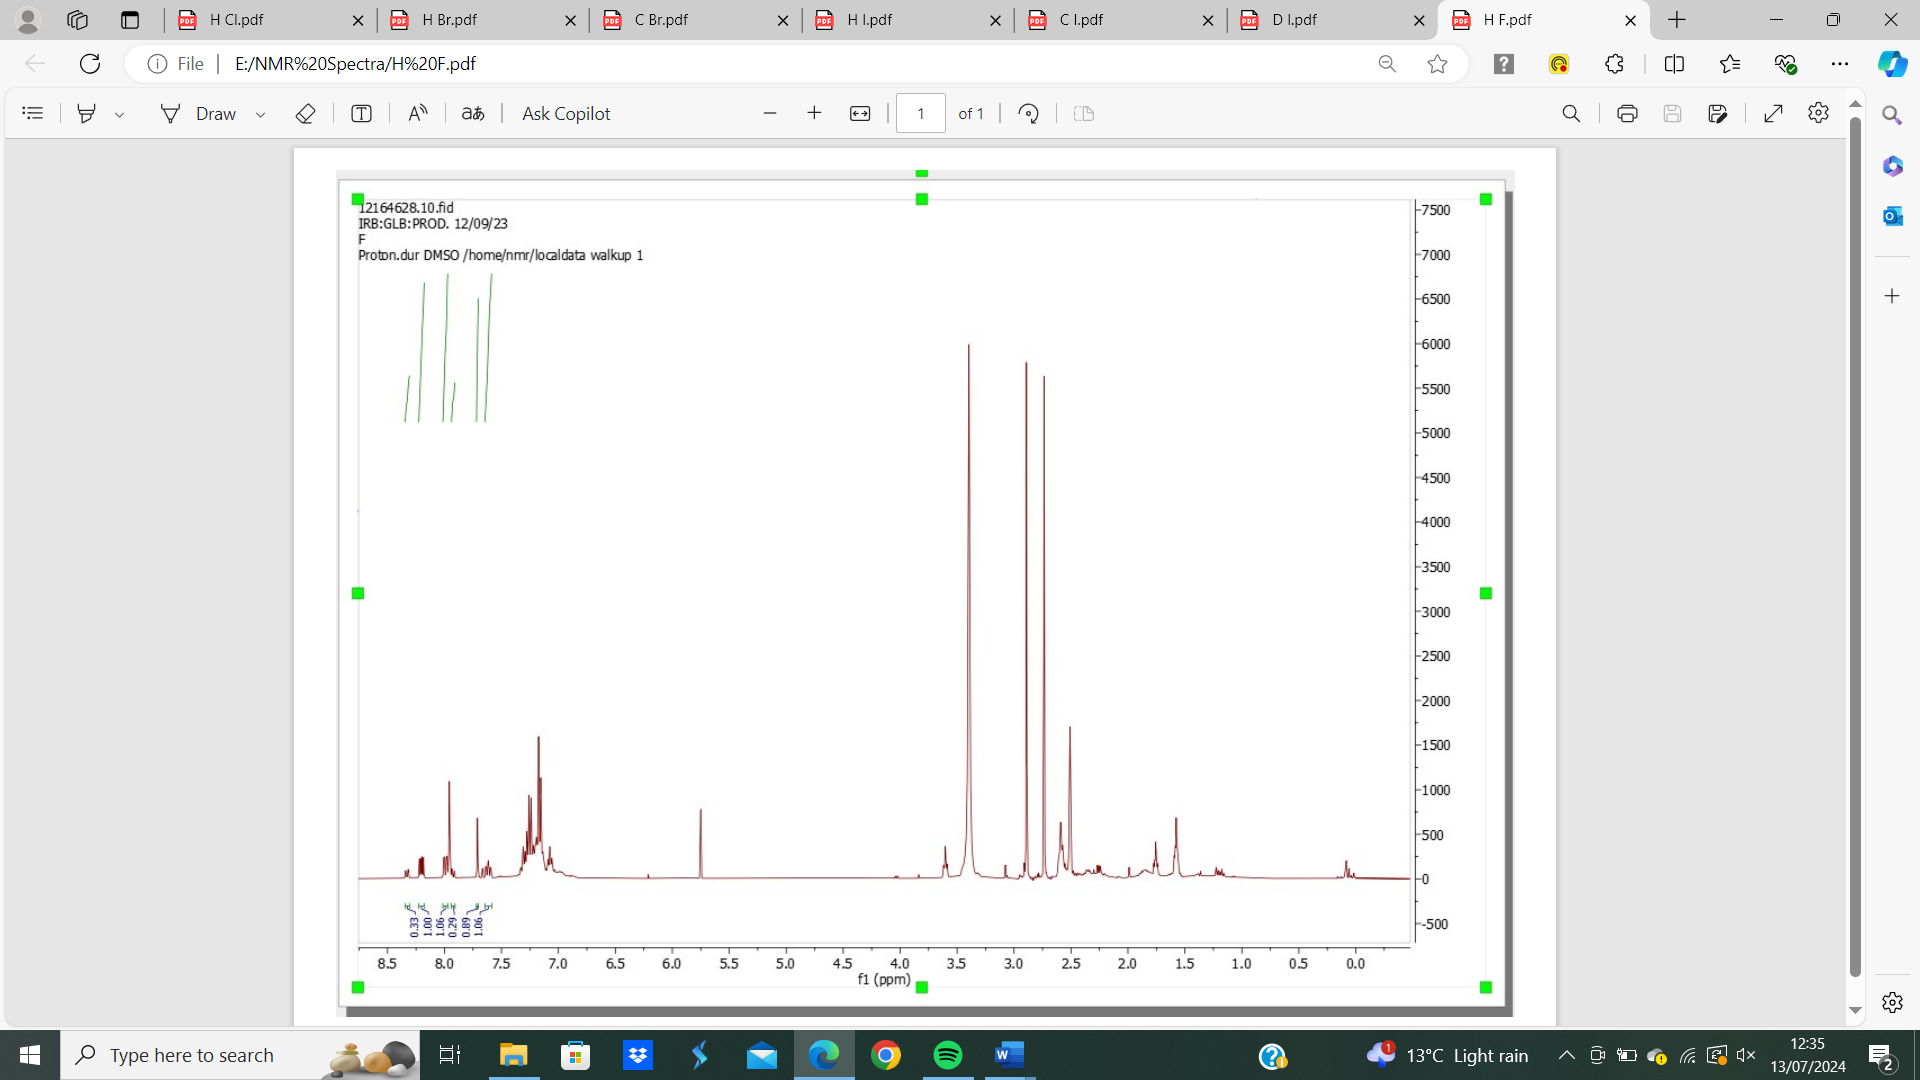 H Cl.pdf
H Br.pdf
C Br.pdf
H I.pdf
C I.pdf
D I.pdf
H F.pdf
File
E:/NMR%20Spectra/H%20F.pdf
Draw
aあ
Ask Copilot
1
of 1
12164628.10.fid
IRB:GLB:PROD. 12/09/23
F
Proton.dur DMSO /home/nmr/localdata walkup 1
7500
7000
6500
6000
5500
5000
4500
4000
3500
3000
2500
2000
1500
1000
500
0
-500
0.33
1.00
1.06
0.29
0.89
1.06
8.5 8.0 7.5 7.0 6.5 6.0 5.5 5.0 4.5 4.0 3.5 3.0 2.5 2.0 1.5 1.0 0.5 0.0
f1 (ppm)
Type here to search
1
13°C Light rain
12:35
13/07/2024
2